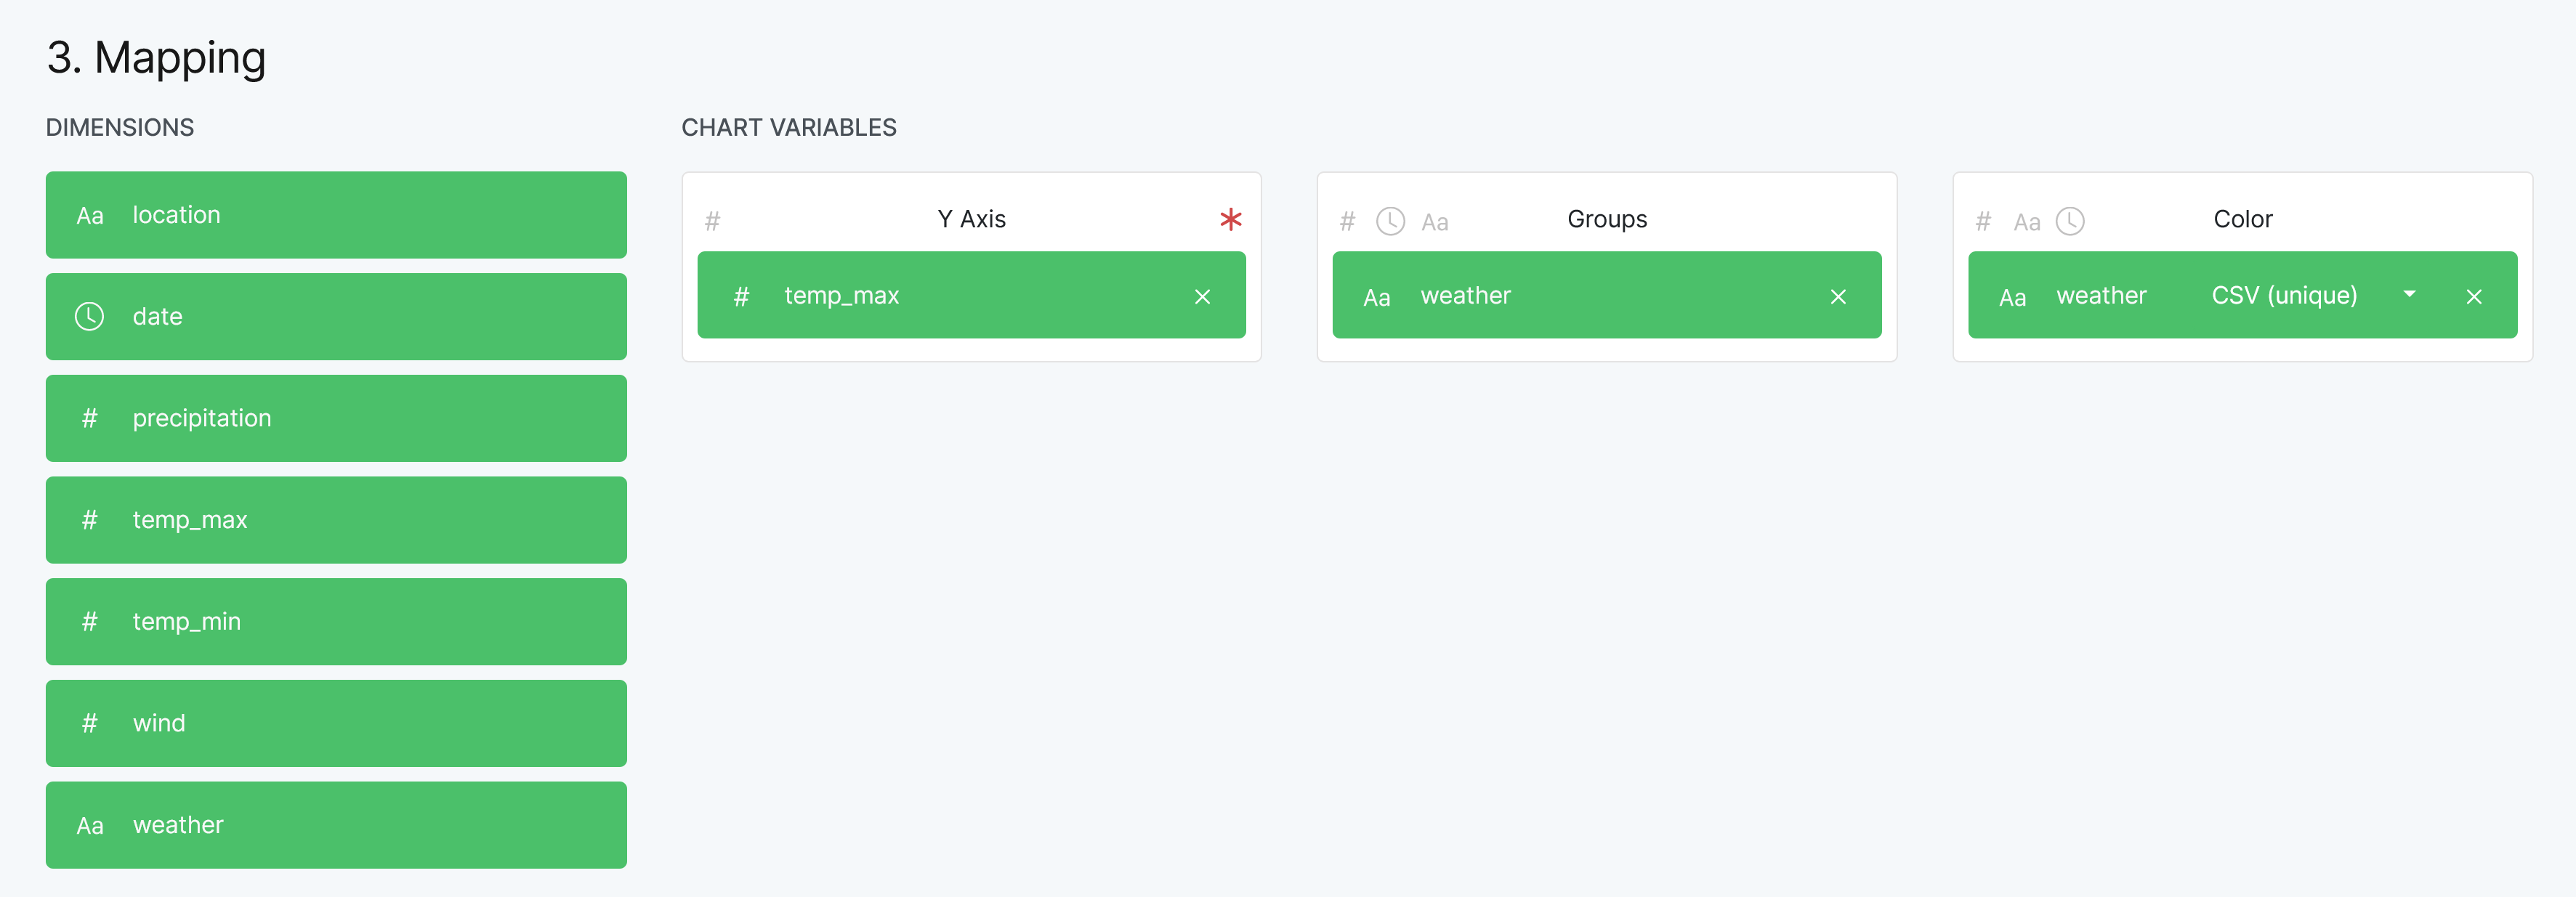 3. Mapping
DIMENSIONS
Aa location
date
# precipitation
# temp_max
# temp_min
# wind
Aa weather
CHART VARIABLES
# Y Axis *
# temp_max ×
# Aa Groups
Aa weather ×
# Aa Color
Aa weather CSV (unique) ×